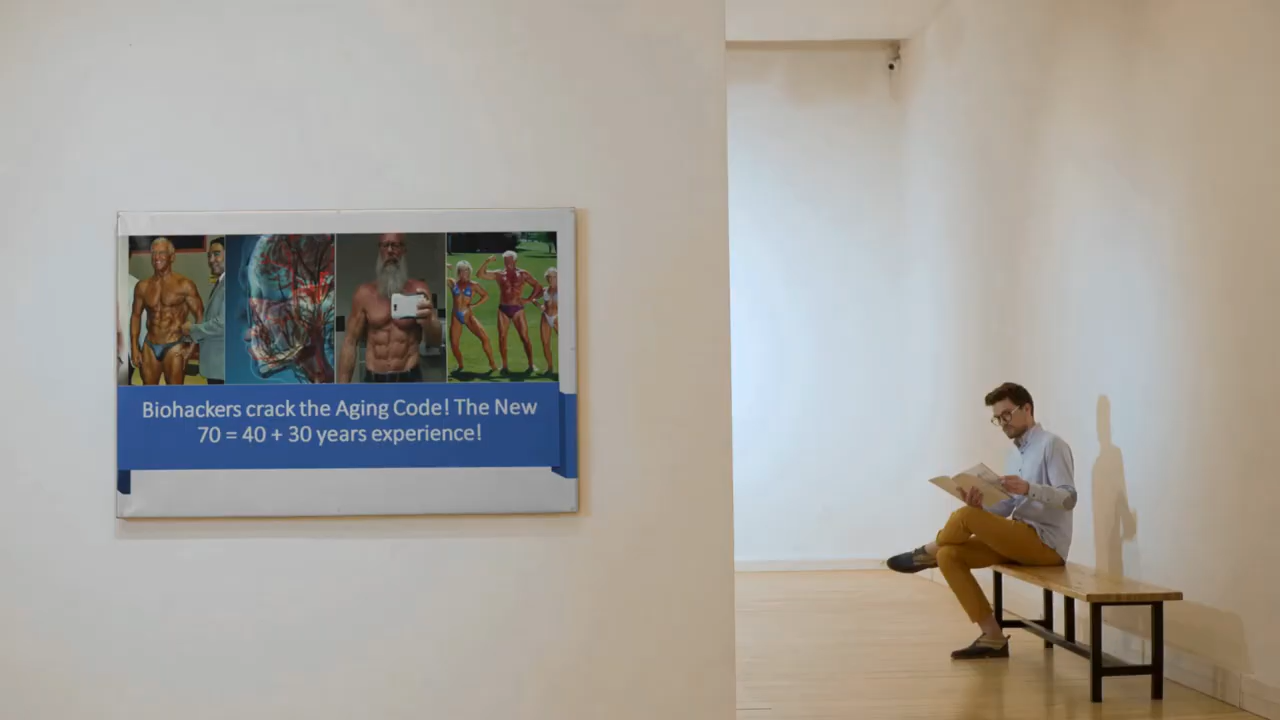 Biohackers crack the Aging Code! The New
70 = 40 + 30 years experience!